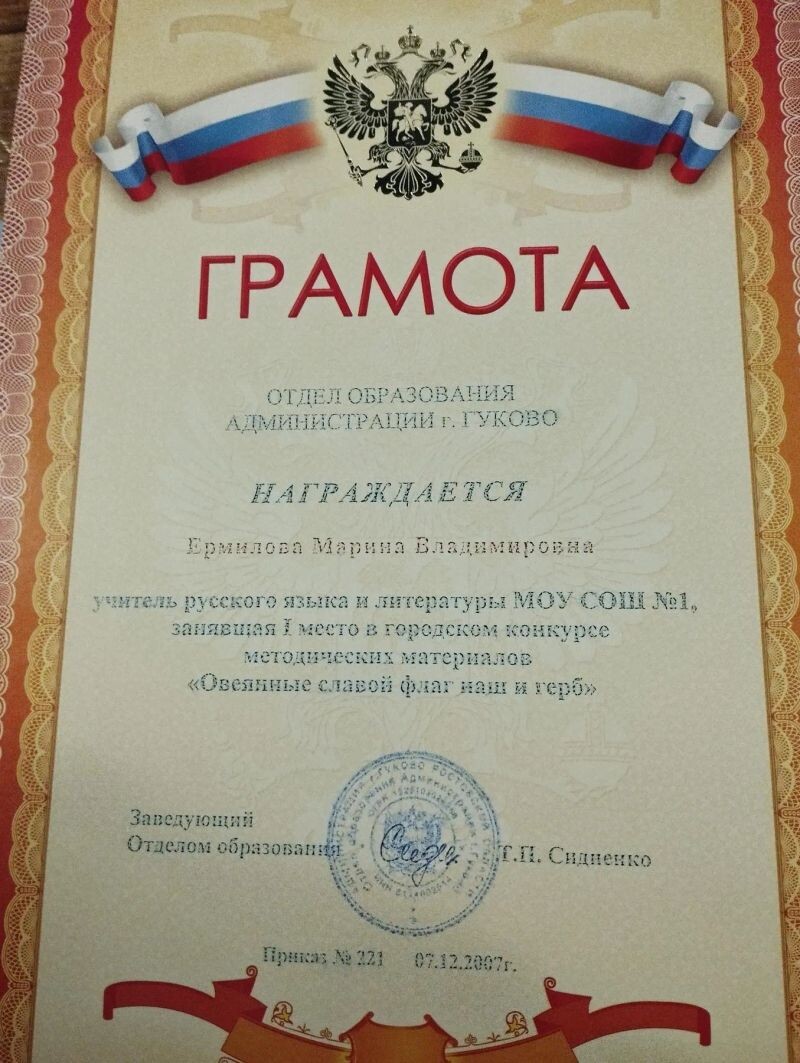 ГРАМОТА
ОТДЕЛ ОБРАЗОВАНИЯ
АДМИНИСТРАЦИИ г. ГУКОВО
НАГРАЖДАЕТСЯ
Ермилова Марина Владимировна
учитель русского языка и литературы МОУ СОШ №1,
занявшая I место в городском конкурсе
методических материалов
«Овеянные славой флаг наш и герб»
Заведующий
Отделом образования Т.П. Сидненко
Приказ № 221 07.12.2007г.